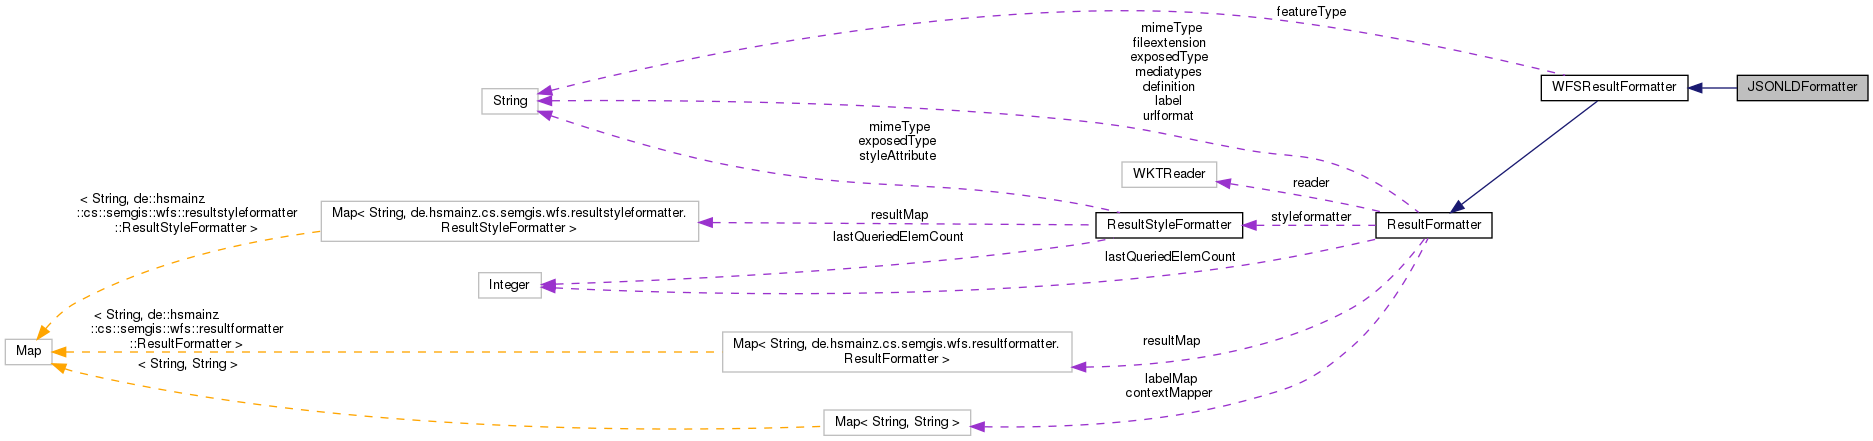 featureType
mimeType
fileextension
exposedType
mediatypes
definition
label
urlformat
WFSResultFormatter
JSONLDFormatter
String
mimeType
exposedType
styleAttribute
WKTReader
reader
< String, de::hsmainz
::cs::semgis::wfs::resultstyleformatter
::ResultStyleFormatter >
Map< String, de.hsmainz.cs.semgis.wfs.resultstyleformatter.
ResultStyleFormatter >
resultMap
ResultStyleFormatter
styleformatter
ResultFormatter
lastQueriedElemCount
lastQueriedElemCount
Integer
< String, de::hsmainz
::cs::semgis::wfs::resultformatter
::ResultFormatter >
Map
Map< String, de.hsmainz.cs.semgis.wfs.resultformatter.
ResultFormatter >
resultMap
< String, String >
labelMap
contextMapper
Map< String, String >